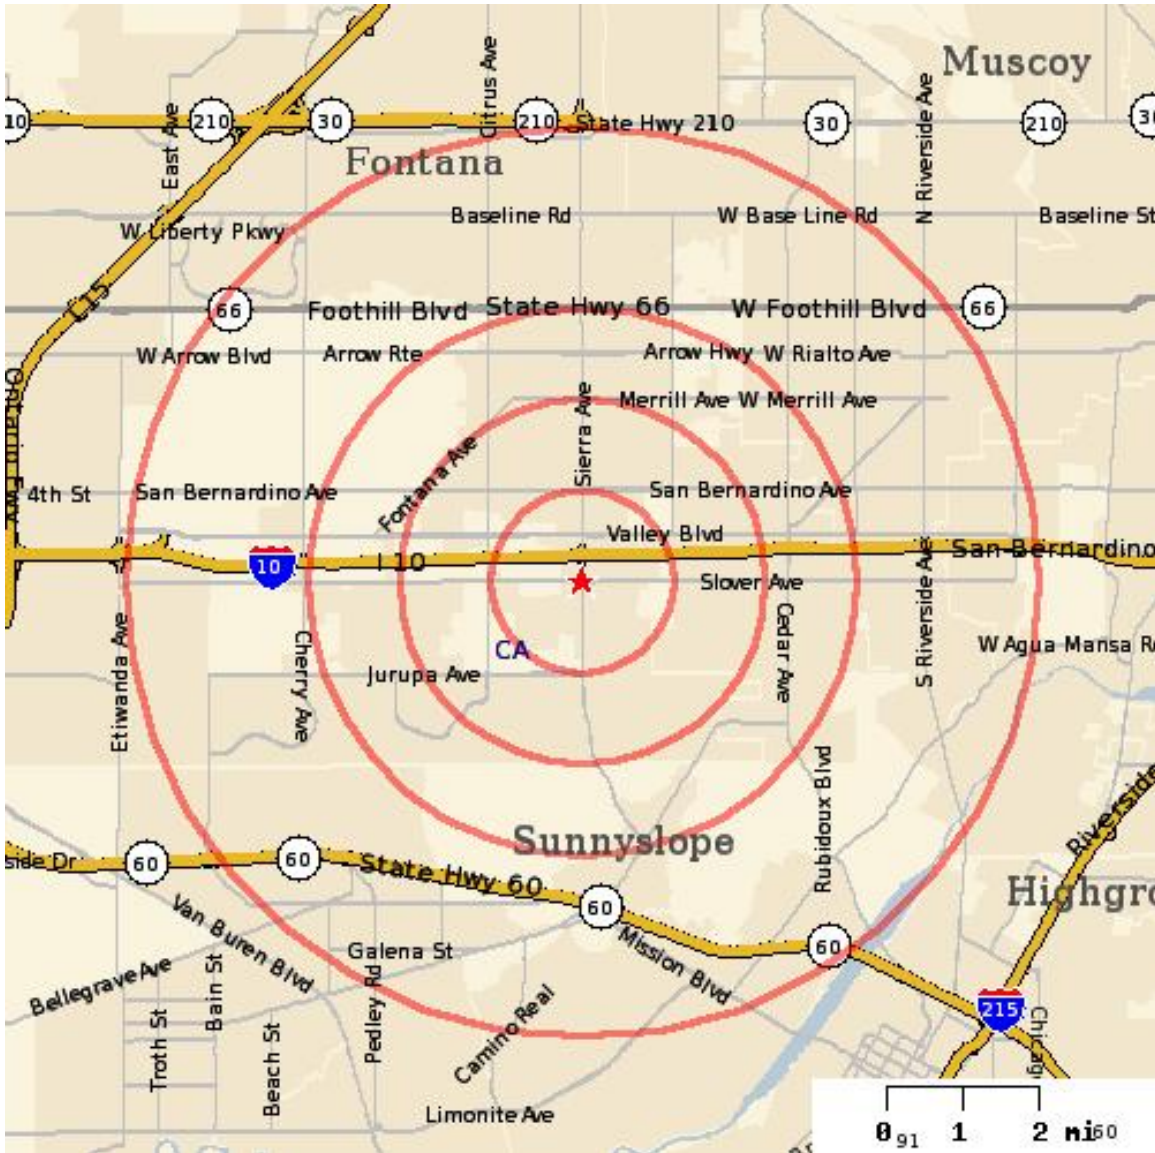 Citrus Ave
Muscoy
10
210
30
210
State Hwy 210
30
210
East Ave
Fontana
N Riverside Ave
W Liberty Pkwy
Baseline Rd
W Base Line Rd
Baseline St
I 15
66
Foothill Blvd
State Hwy 66
W Foothill Blvd
66
W Arrow Blvd
Arrow Rte
Arrow Hwy
W Rialto Ave
Sierra Ave
Merrill Ave
W Merrill Ave
Fontana Ave
4th St
San Bernardino Ave
San Bernardino Ave
Valley Blvd
10
I 10
San Bernardino
Slover Ave
S Riverside Ave
Etiwanda Ave
Cherry Ave
CA
Cedar Ave
W Agua Mansa R
Jurupa Ave
Rubidoux Blvd
Riverside
side Dr
60
60
State Hwy 60
Sunnyslope
60
60
Highgro
Van Buren Blvd
Galena St
Mission Blvd
Bellegrave Ave
Bain St
Pedley Rd
Camino Real
215
Chicago
Troth St
Beach St
Limonite Ave
91
60
0 1 2 mi